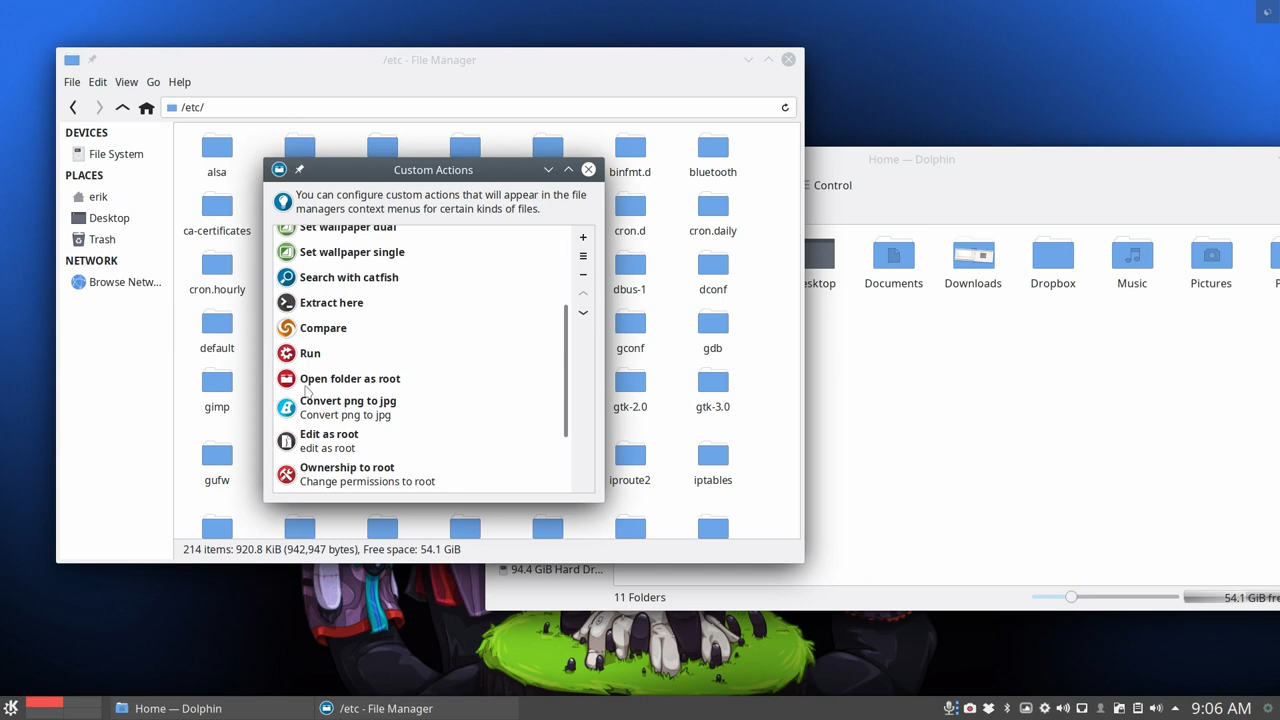 /etc - File Manager
File Edit View Go Help
/etc/
DEVICES
File System
PLACES
erik
Desktop
Trash
NETWORK
Browse Netw...
alsa
binfmt.d
bluetooth
ca-certificates
cron.d
cron.daily
cron.hourly
dbus-1
dconf
default
gconf
gdb
gimp
gtk-2.0
gtk-3.0
gufw
iproute2
iptables
214 items: 920.8 KiB (942,947 bytes), Free space: 54.1 GiB
Custom Actions
You can configure custom actions that will appear in the file
managers context menus for certain kinds of files.
Set wallpaper dual
Set wallpaper single
Search with catfish
Extract here
Compare
Run
Open folder as root
Convert png to jpg
Convert png to jpg
Edit as root
edit as root
Ownership to root
Change permissions to root
Home — Dolphin
Control
sktop
Documents
Downloads
Dropbox
Music
Pictures
P
94.4 GiB Hard Dr...
11 Folders
54.1 GiB fre
Home — Dolphin
/etc - File Manager
9:06 AM